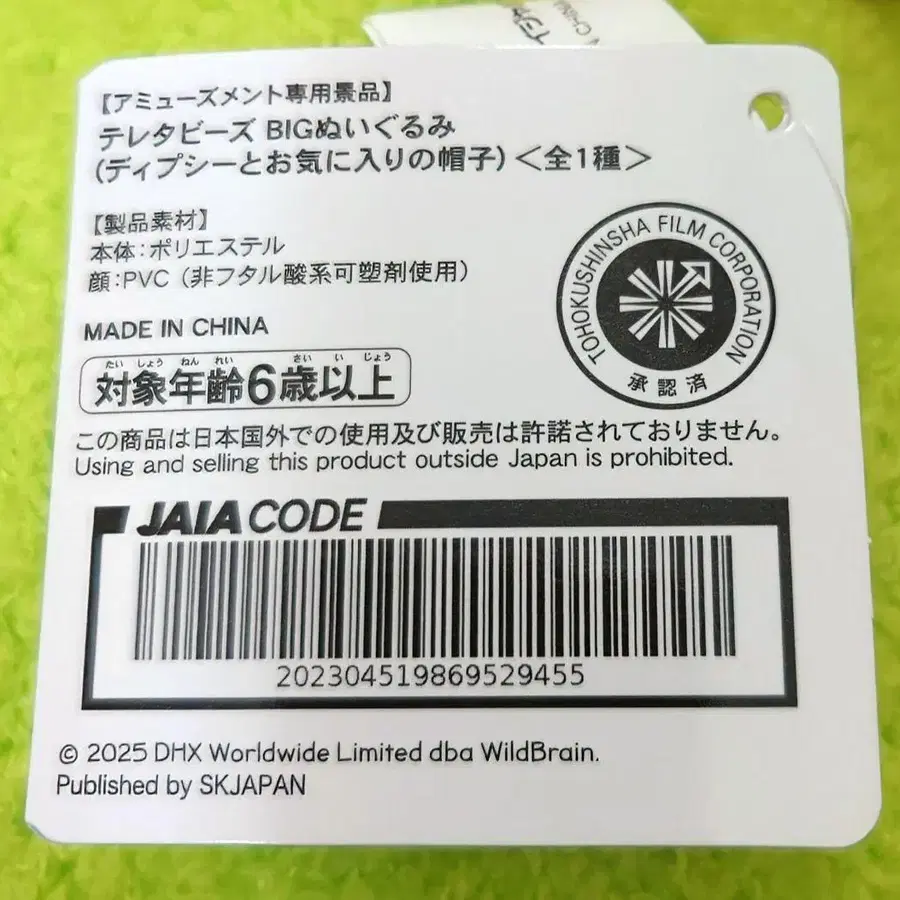 【アミューズメント専用景品】
テレタビーズ BIGぬいぐるみ
(ディプシーとお気に入りの帽子) <全1種>
【製品素材】
本体:ポリエステル
顔:PVC (非フタル酸系可塑剤使用)
MADE IN CHINA
たい しょう ねん れい さい い じょう
対象年齢6歳以上
TOHOKUSHINSHA FILM CORPORATION
承認済
この商品は日本国外での使用及び販売は許諾されておりません。
Using and selling this product outside Japan is prohibited.
JAIA CODE
202304519869529455
© 2025 DHX Worldwide Limited dba WildBrain.
Published by SKJAPAN